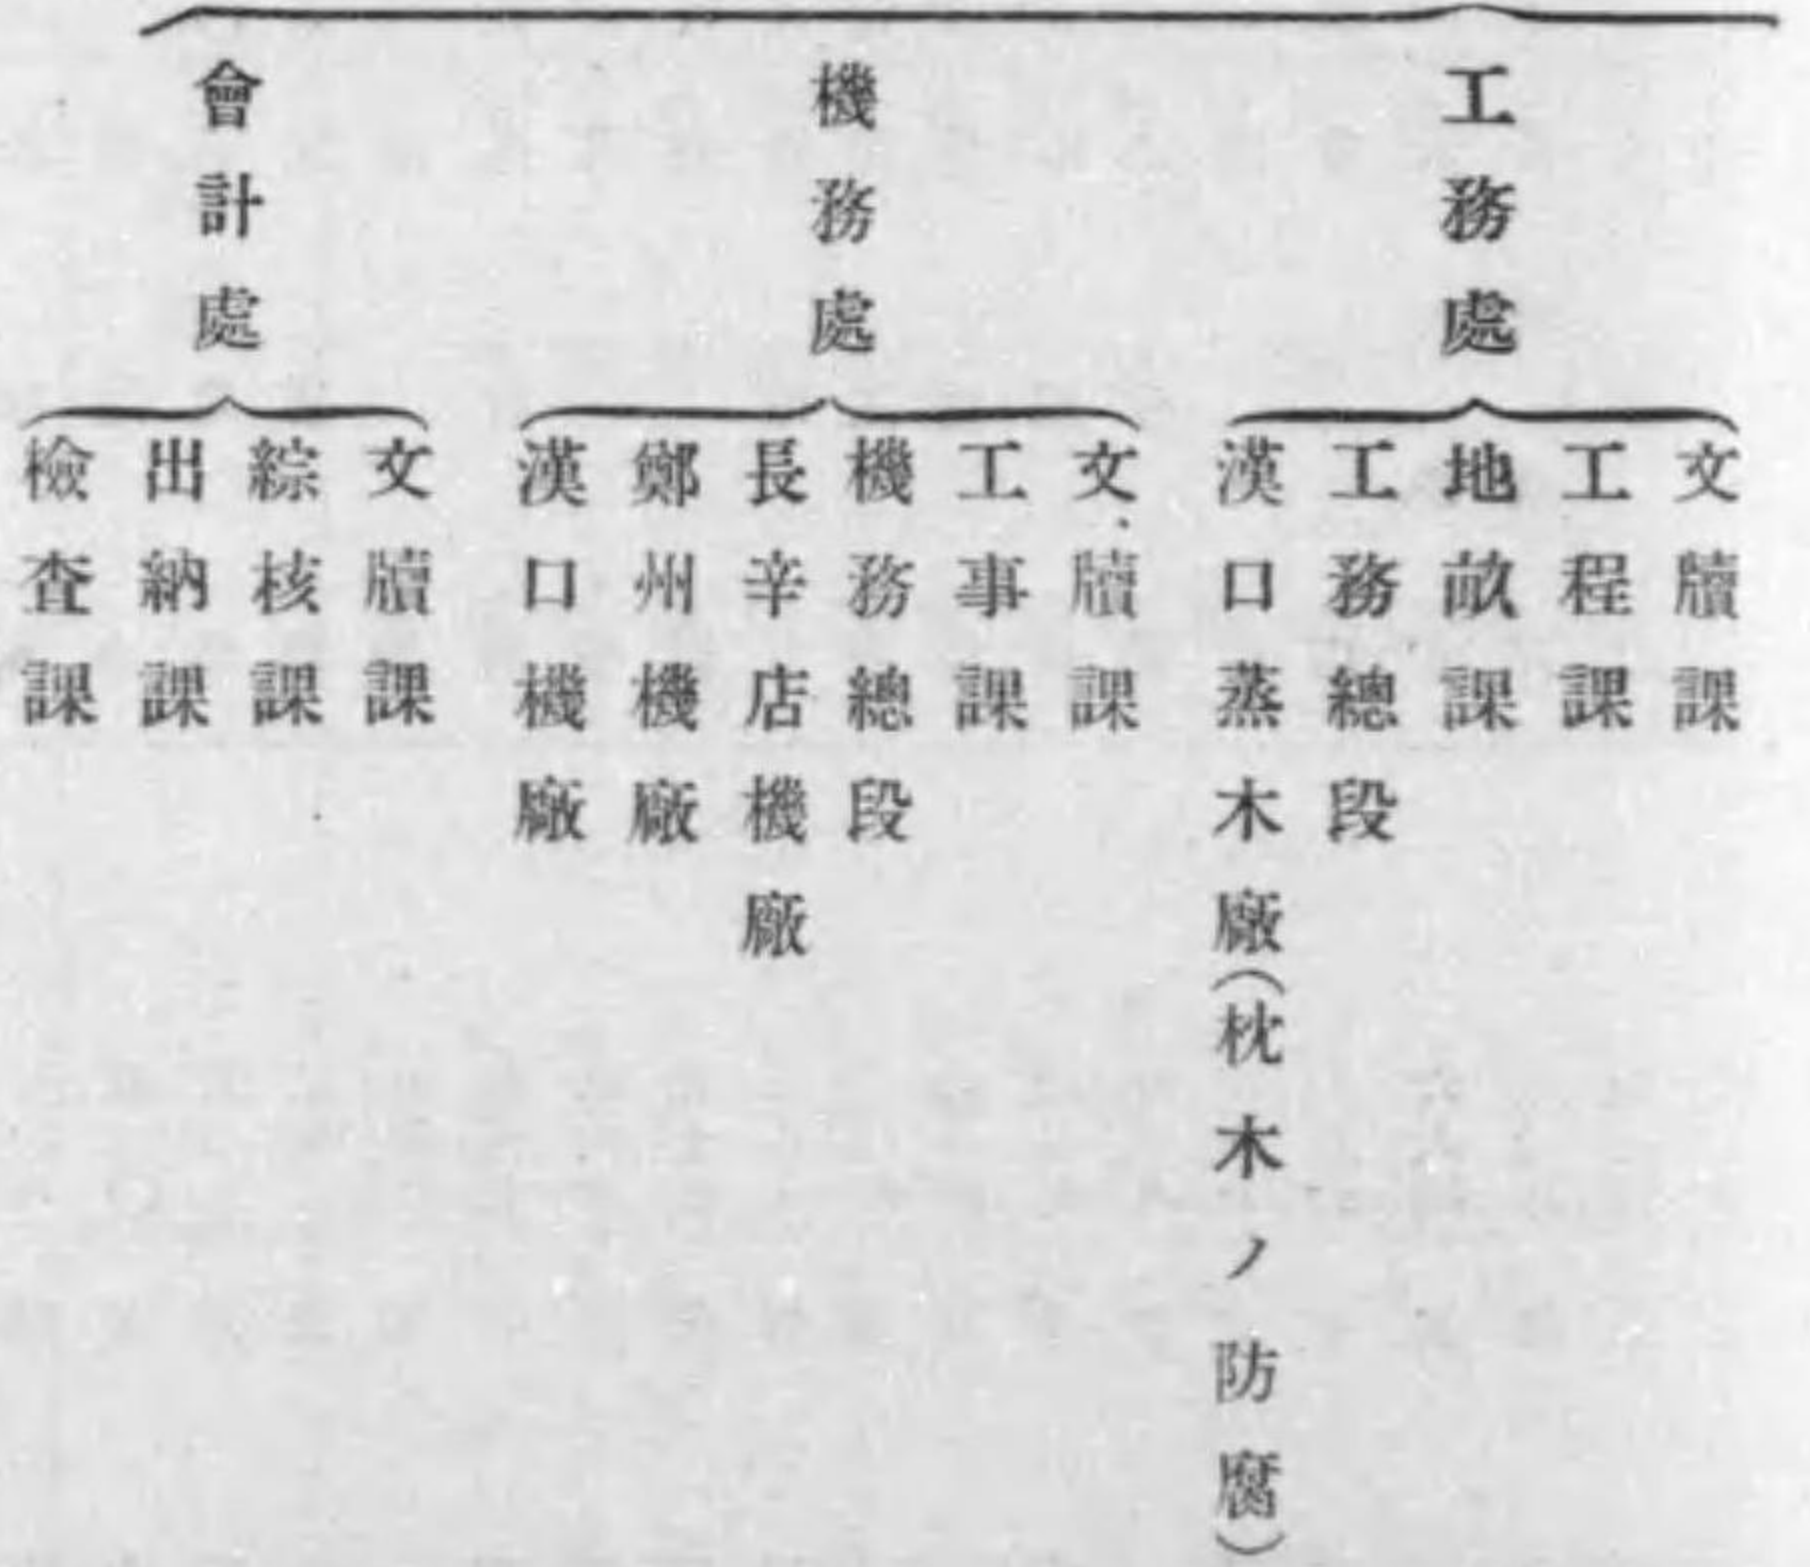 工務處
文牘課
工程課
地畝課
工務總段
漢口蒸木廠(枕木ノ防腐)
機務處
文牘課
工事課
機務總段
長辛店機廠
鄭州機廠
漢口機廠
會計處
文牘課
綜核課
出納課
檢查課